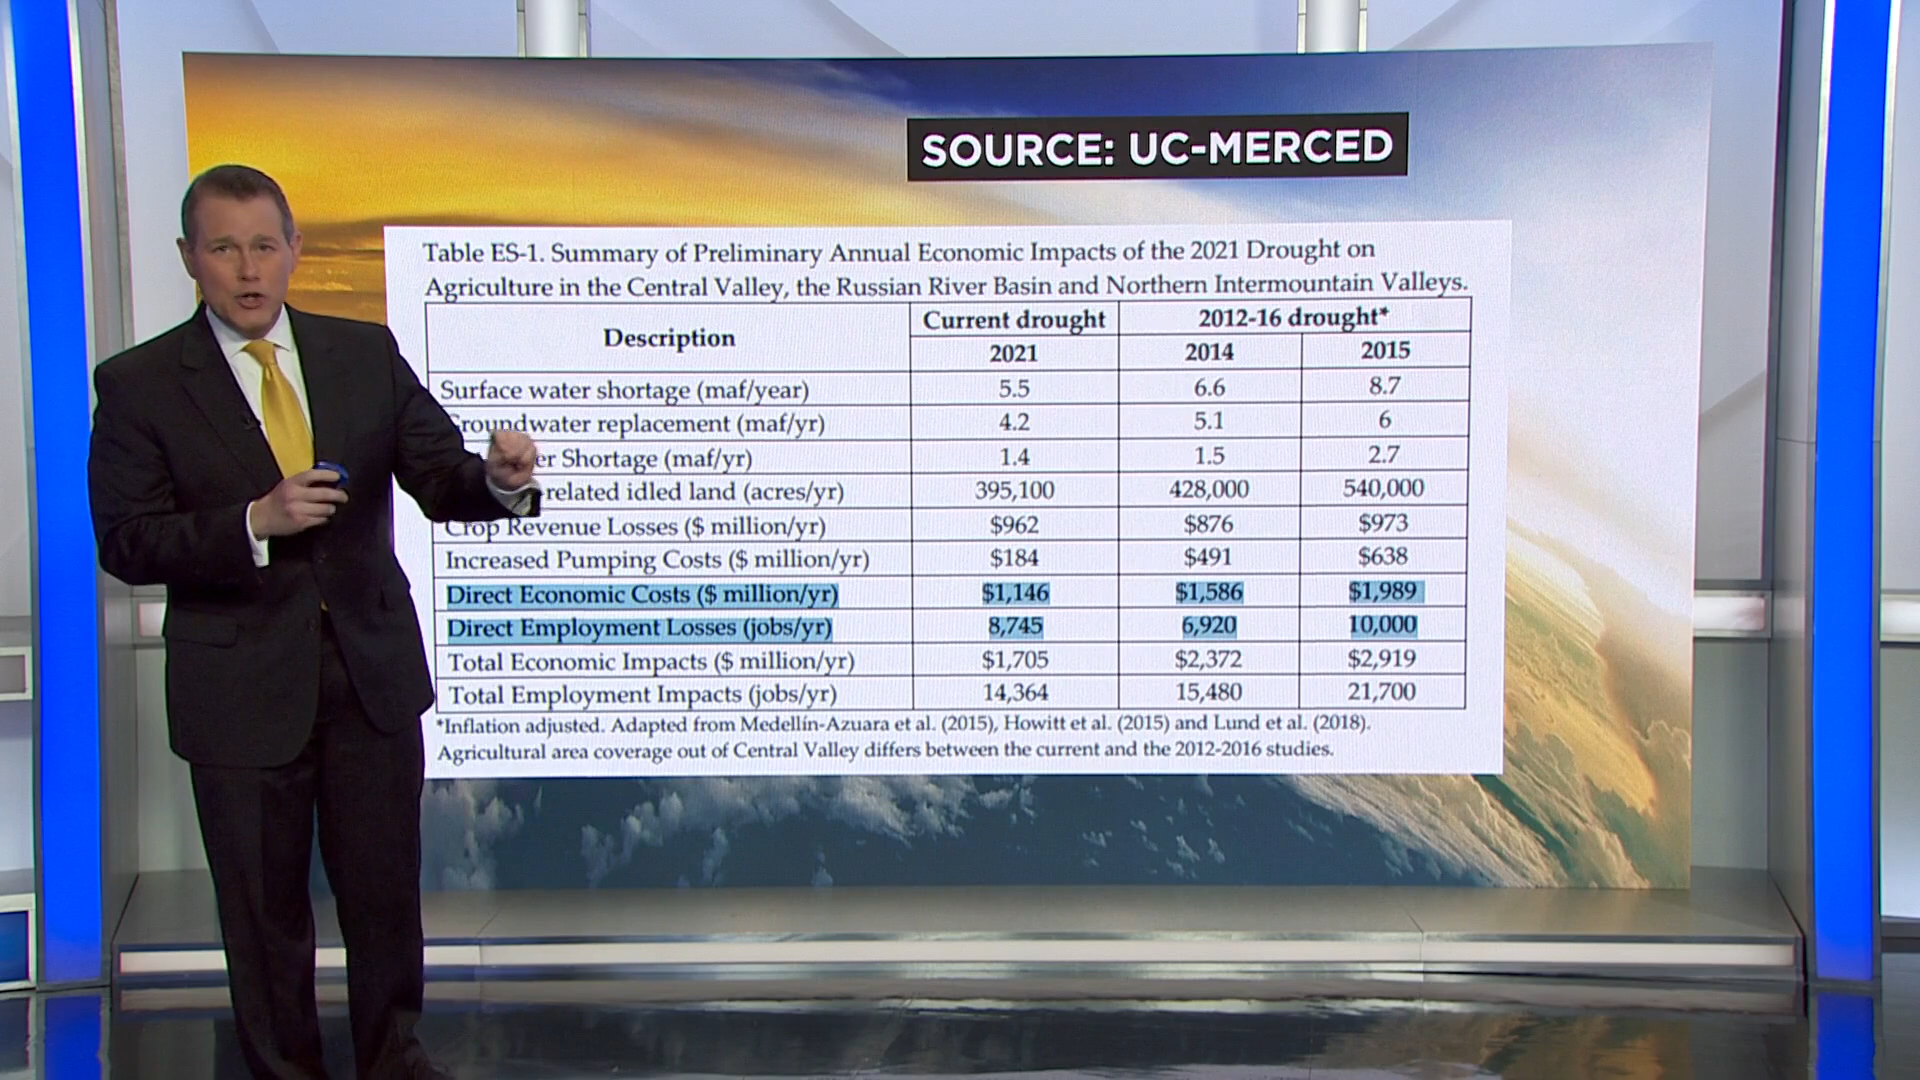 SOURCE: UC-MERCED
Table ES-1. Summary of Preliminary Annual Economic Impacts of the 2021 Drought on
Agriculture in the Central Valley, the Russian River Basin and Northern Intermountain Valleys.
Description Current drought 2012-16 drought*
2021 2014 2015
Surface water shortage (maf/year) 5.5 6.6 8.7
Groundwater replacement (maf/yr) 4.2 5.1 6
Shortage (maf/yr) 1.4 1.5 2.7
related idled land (acres/yr) 395,100 428,000 540,000
Crop Revenue Losses ($ million/yr) $962 $876 $973
Increased Pumping Costs ($ million/yr) $184 $491 $638
Direct Economic Costs ($ million/yr) $1,146 $1,586 $1,989
Direct Employment Losses (jobs/yr) 8,745 6,920 10,000
Total Economic Impacts ($ million/yr) $1,705 $2,372 $2,919
Total Employment Impacts (jobs/yr) 14,364 15,480 21,700
*Inflation adjusted. Adapted from Medellín-Azuara et al. (2015), Howitt et al. (2015) and Lund et al. (2018).
Agricultural area coverage out of Central Valley differs between the current and the 2012-2016 studies.